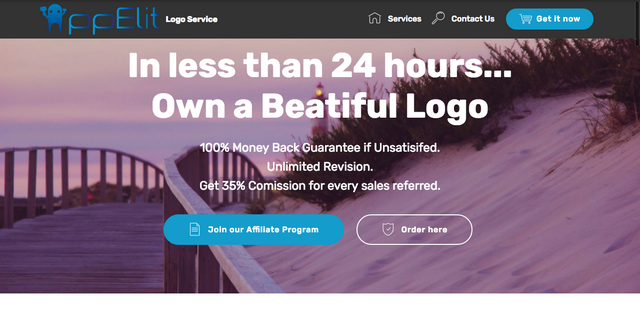 AppElit
Logo Service
Services
Contact Us
Get it now
In less than 24 hours...
Own a Beatiful Logo
100% Money Back Guarantee if Unsatisifed.
Unlimited Revision.
Get 35% Comission for every sales referred.
Join our Affiliate Program
Order here